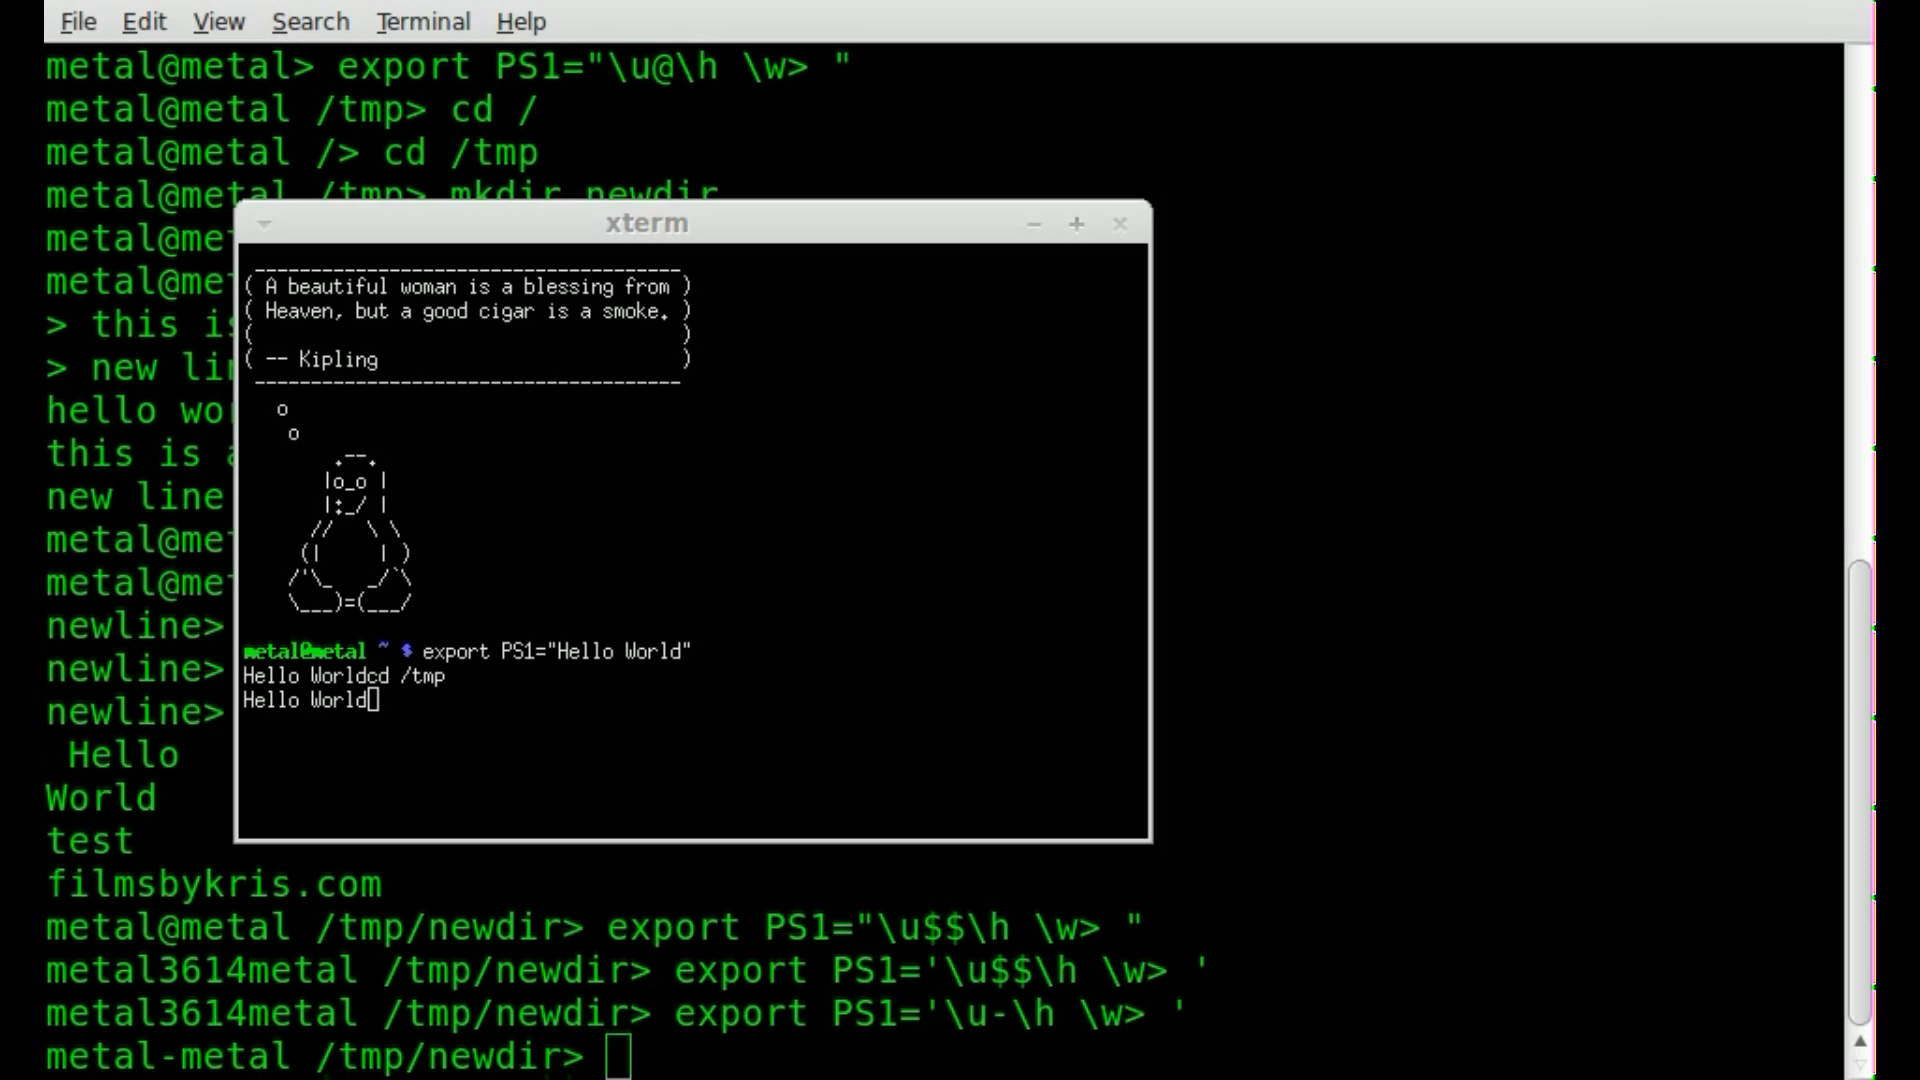 File Edit View Search Terminal Help
metal@metal> export PS1="\u@\h \w> "
metal@metal /tmp> cd /
metal@metal /> cd /tmp
metal@metal /tmp> mkdir newdir
metal@me
metal@me
> this is
> new li
hello wo
this is
new line
metal@me
metal@me
newline>
newline>
newline>
Hello
World
test
filmsbykris.com
metal@metal /tmp/newdir> export PS1="\u$$\h \w> "
metal3614metal /tmp/newdir> export PS1='\u$$\h \w> '
metal3614metal /tmp/newdir> export PS1='\u-\h \w> '
metal-metal /tmp/newdir>
xterm
( A beautiful woman is a blessing from )
( Heaven, but a good cigar is a smoke. )
( )
( -- Kipling )
metal@metal ~ $ export PS1="Hello World"
Hello Worldcd /tmp
Hello World